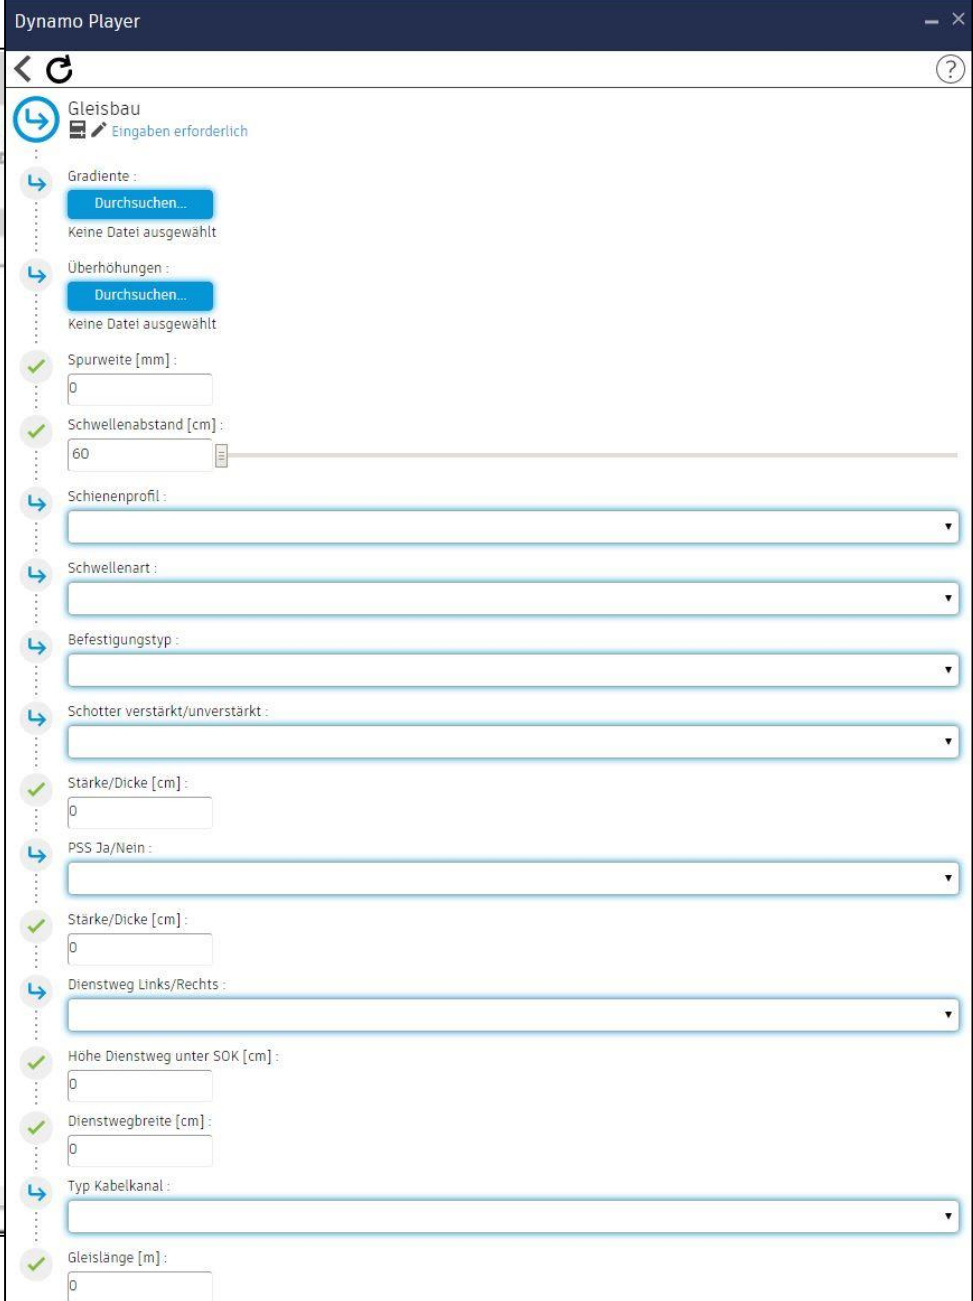 Dynamo Player
?
Gleisbau
Eingaben erforderlich
Gradiente :
Durchsuchen...
Keine Datei ausgewählt
Überhöhungen :
Durchsuchen...
Keine Datei ausgewählt
Spurweite [mm] :
0
Schwellenabstand [cm] :
60
Schienenprofil :
Schwellenart :
Befestigungstyp :
Schotter verstärkt/unverstärkt :
Stärke/Dicke [cm] :
0
PSS Ja/Nein :
Stärke/Dicke [cm] :
0
Dienstweg Links/Rechts :
Höhe Dienstweg unter SOK [cm] :
0
Dienstwegbreite [cm] :
0
Typ Kabelkanal :
Gleislänge [m] :
0